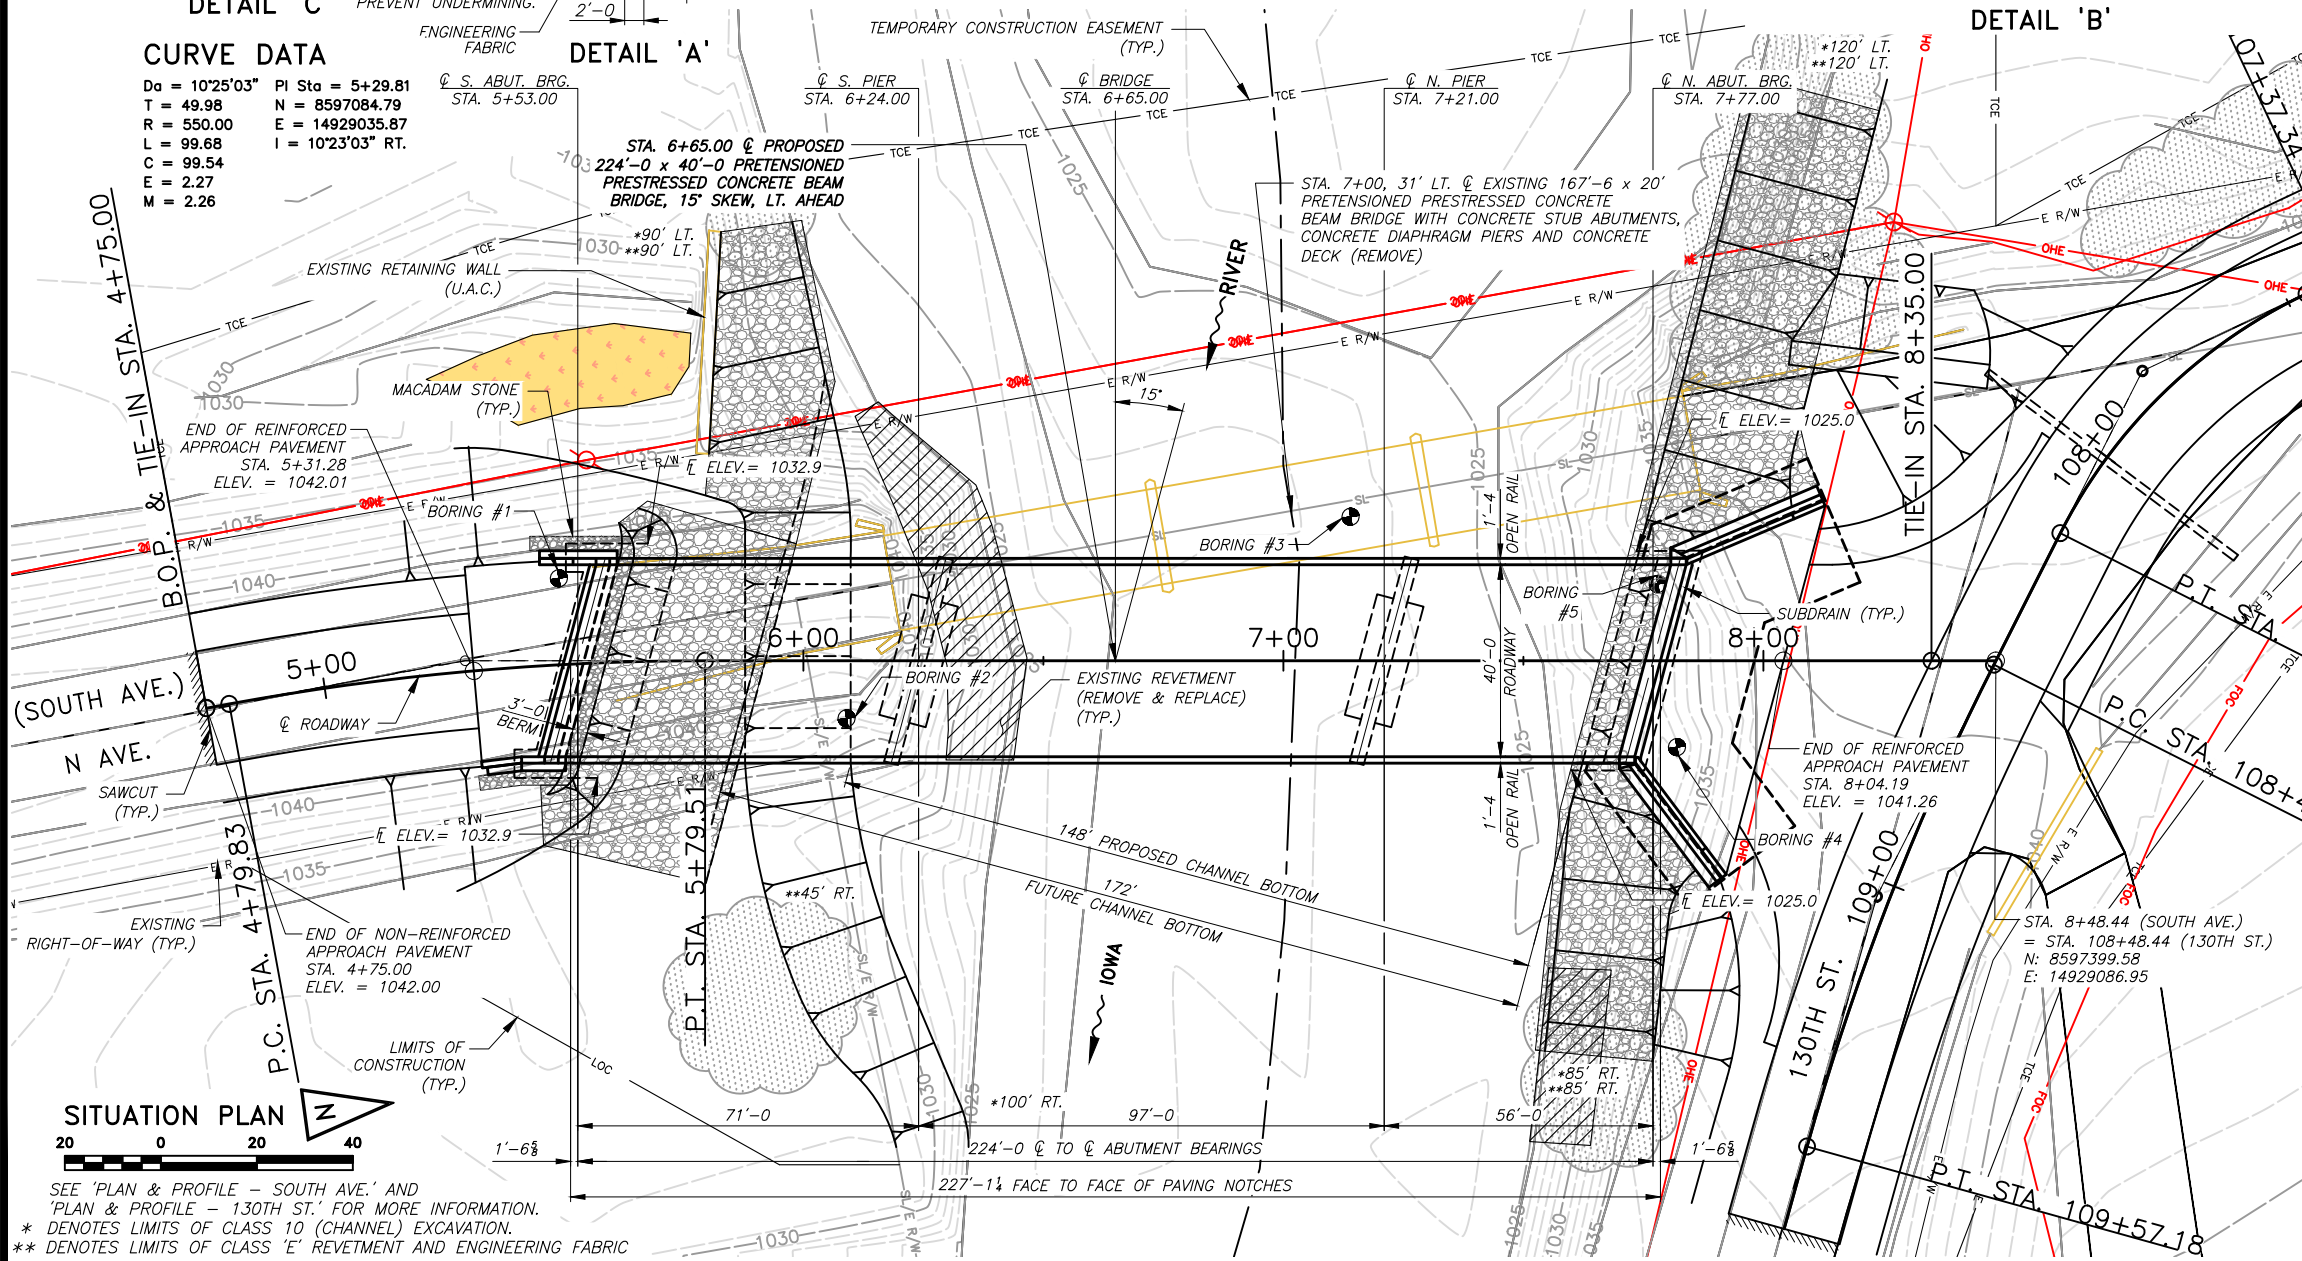 DETAIL 'C'
PREVENT UNDERMINING.
2'-0
ENGINEERING
FABRIC
DETAIL 'A'
DETAIL 'B'
CURVE DATA
Da = 10°25'03" PI Sta = 5+29.81
T = 49.98 N = 8597084.79
R = 550.00 E = 14929035.87
L = 99.68 I = 10°23'03" RT.
C = 99.54
E = 2.27
M = 2.26
℄ S. ABUT. BRG.
STA. 5+53.00
℄ S. PIER
STA. 6+24.00
℄ BRIDGE
STA. 6+65.00
℄ N. PIER
STA. 7+21.00
℄ N. ABUT. BRG.
STA. 7+77.00
TEMPORARY CONSTRUCTION EASEMENT
(TYP.)
*120' LT.
**120' LT.
STA. 6+65.00 ℄ PROPOSED
224'-0 x 40'-0 PRETENSIONED
PRESTRESSED CONCRETE BEAM
BRIDGE, 15° SKEW, LT. AHEAD
STA. 7+00, 31' LT. ℄ EXISTING 167'-6 x 20'
PRETENSIONED PRESTRESSED CONCRETE
BEAM BRIDGE WITH CONCRETE STUB ABUTMENTS,
CONCRETE DIAPHRAGM PIERS AND CONCRETE
DECK (REMOVE)
*90' LT.
**90' LT.
EXISTING RETAINING WALL
(U.A.C.)
MACADAM STONE
(TYP.)
END OF REINFORCED
APPROACH PAVEMENT
STA. 5+31.28
ELEV. = 1042.01
BORING #1
B.O.P. & TIE-IN STA. 4+75.00
RIVER
15°
ELEV.= 1032.9
ELEV.= 1025.0
BORING #3
1'-4
OPEN RAIL
40'-0
ROADWAY
1'-4
OPEN RAIL
BORING
#5
SUBDRAIN (TYP.)
TIE-IN STA. 8+35.00
107+37.34
108+00
P.T. STA.
P.C. STA. 108+4
5+00
6+00
7+00
8+00
(SOUTH AVE.)
N AVE.
℄ ROADWAY
3'-0
BERM
BORING #2
EXISTING REVETMENT
(REMOVE & REPLACE)
(TYP.)
SAWCUT
(TYP.)
END OF REINFORCED
APPROACH PAVEMENT
STA. 8+04.19
ELEV. = 1041.26
BORING #4
ELEV.= 1032.9
ELEV.= 1025.0
P.C. STA. 4+79.83
P.T. STA. 5+79.51
148' PROPOSED CHANNEL BOTTOM
172'
FUTURE CHANNEL BOTTOM
**45' RT.
IOWA
EXISTING
RIGHT-OF-WAY (TYP.)
END OF NON-REINFORCED
APPROACH PAVEMENT
STA. 4+75.00
ELEV. = 1042.00
LIMITS OF
CONSTRUCTION
(TYP.)
LOC
STA. 8+48.44 (SOUTH AVE.)
= STA. 108+48.44 (130TH ST.)
N: 8597399.58
E: 14929086.95
109+00
130TH ST.
P.T. STA. 109+57.18
*100' RT.
*85' RT.
**85' RT.
71'-0
97'-0
56'-0
1'-6⅝
224'-0 ℄ TO ℄ ABUTMENT BEARINGS
1'-6⅝
227'-1¼ FACE TO FACE OF PAVING NOTCHES
SITUATION PLAN
N
20 0 20 40
SEE 'PLAN & PROFILE - SOUTH AVE.' AND
'PLAN & PROFILE - 130TH ST.' FOR MORE INFORMATION.
* DENOTES LIMITS OF CLASS 10 (CHANNEL) EXCAVATION.
** DENOTES LIMITS OF CLASS 'E' REVETMENT AND ENGINEERING FABRIC